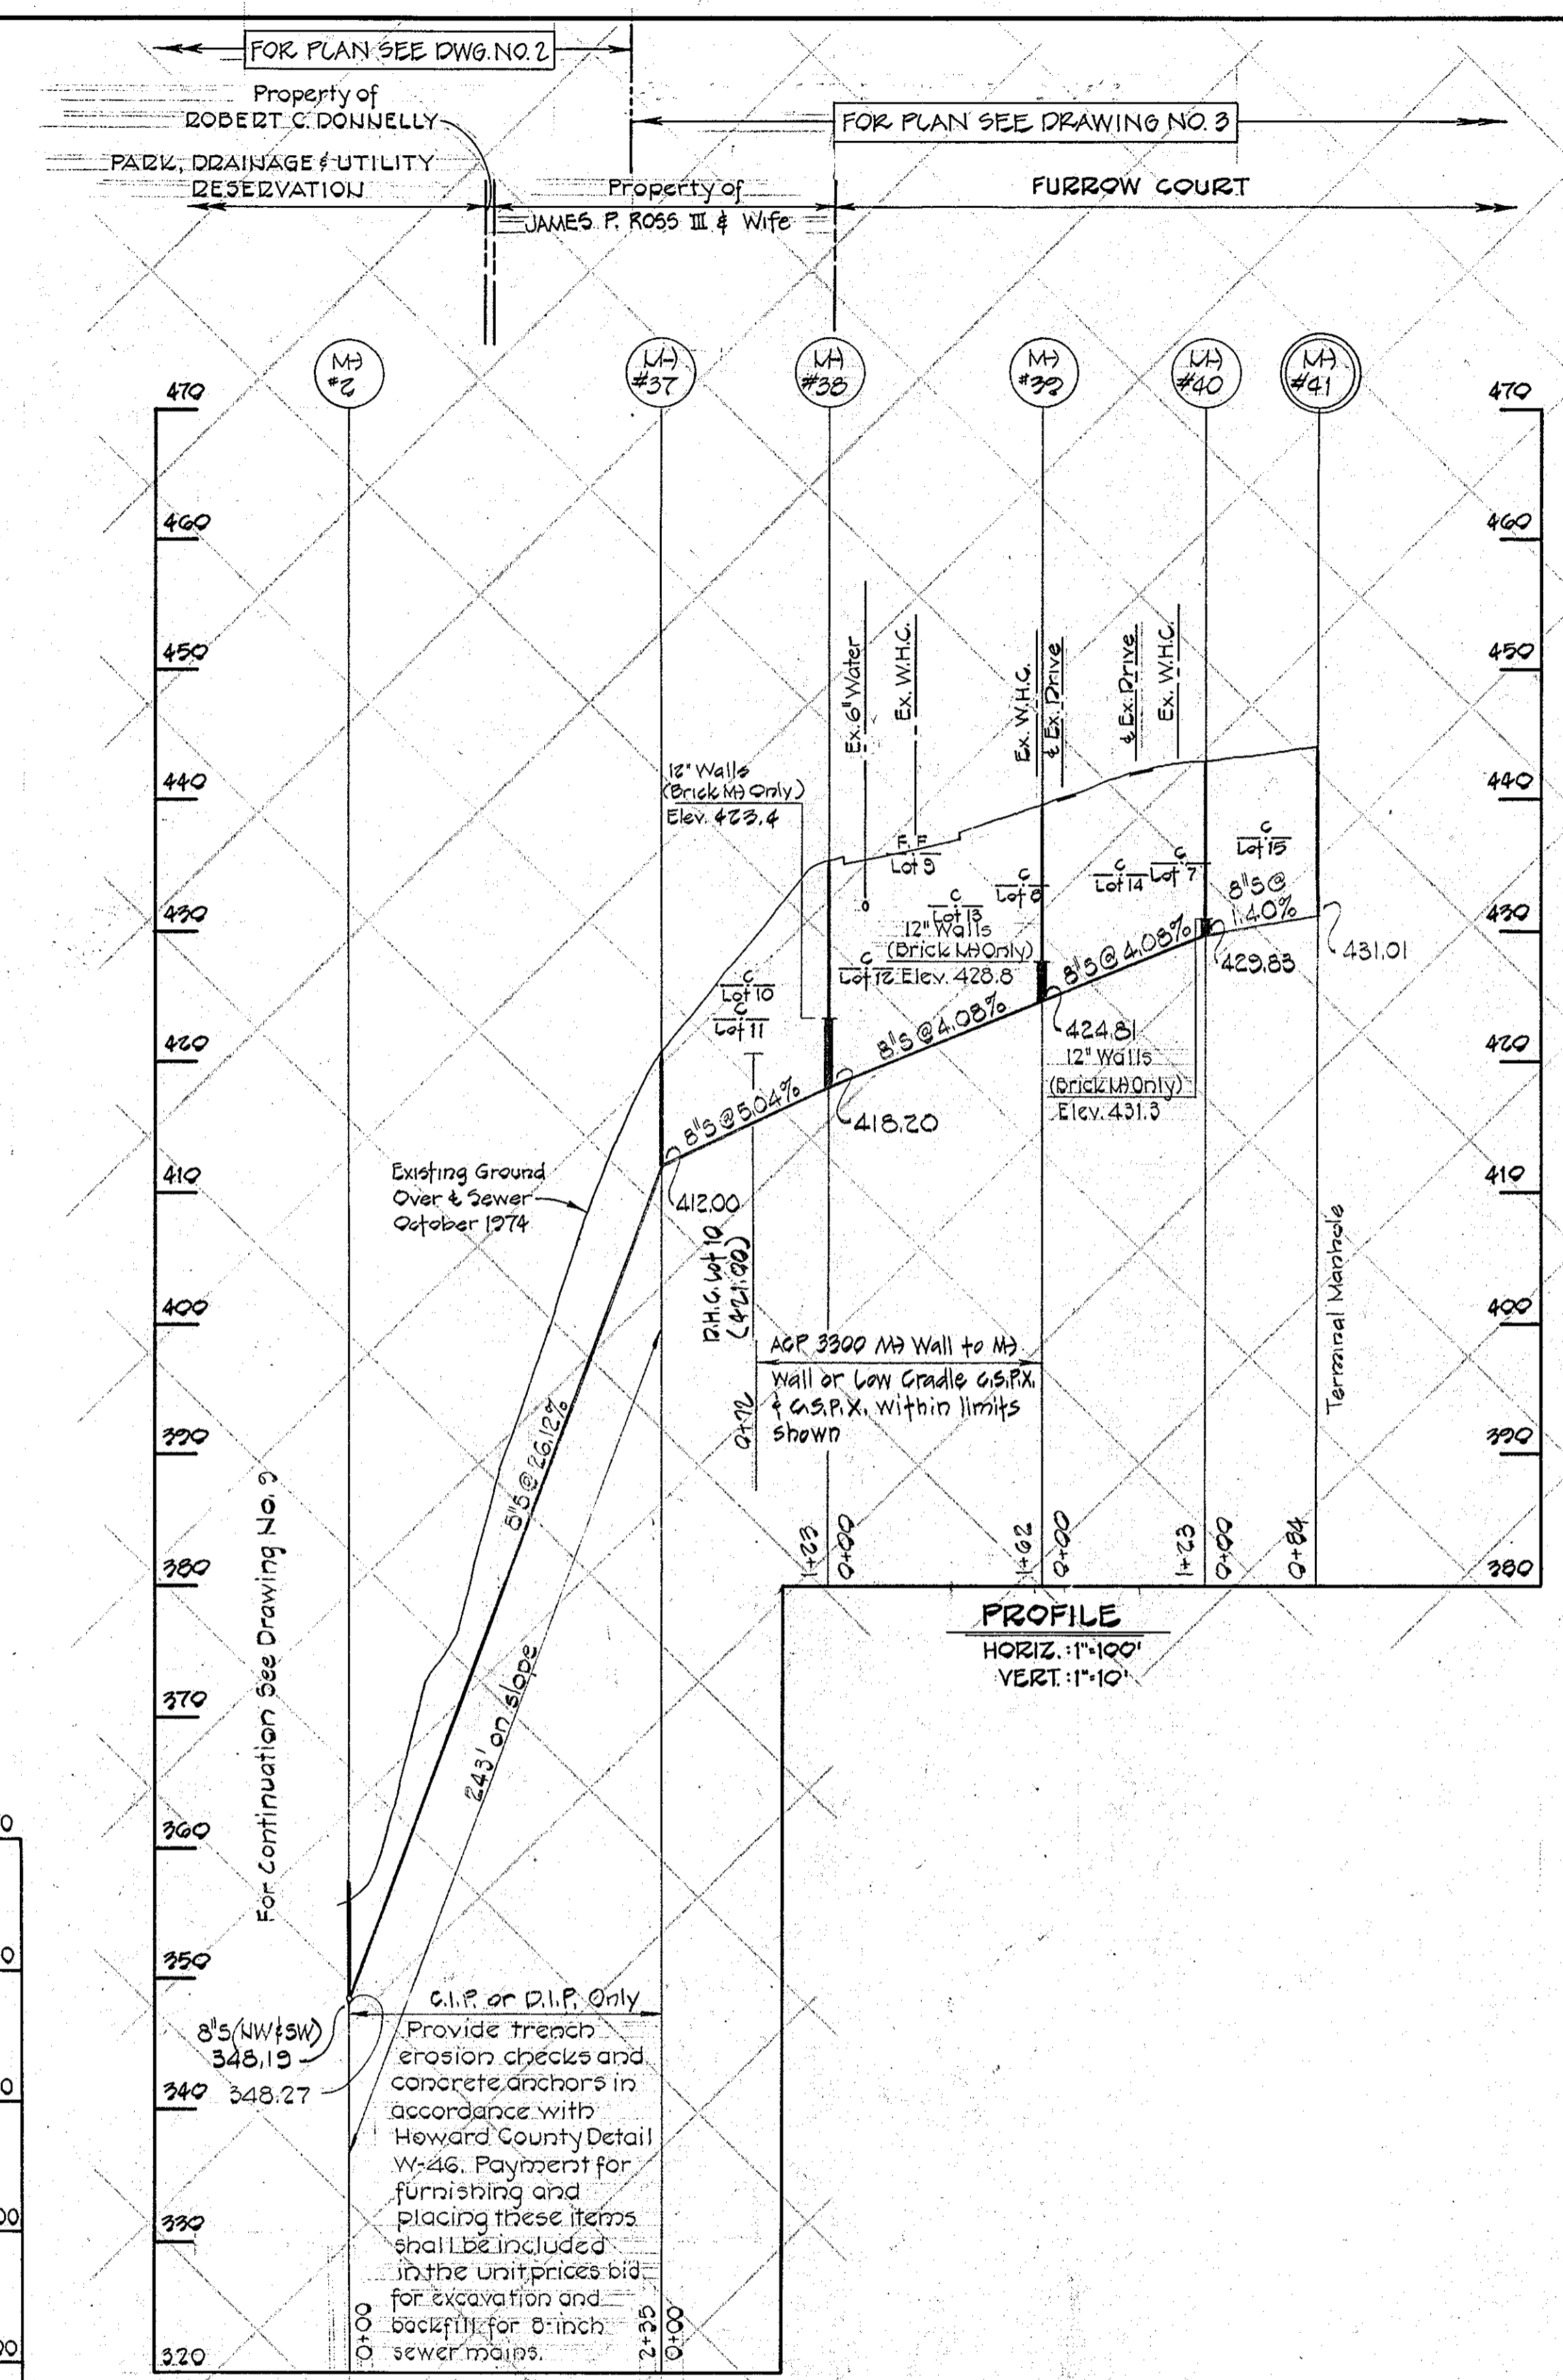 FOR PLAN SEE DWG. NO. 2
Property of
ROBERT C. DONNELLY
PARK, DRAINAGE & UTILITY
RESERVATION
Property of
JAMES P. ROSS III & Wife
FOR PLAN SEE DRAWING NO. 3
FURROW COURT
MH
#2
MH
#37
MH
#38
MH
#39
MH
#40
MH
#41
470
470
460
460
450
450
Ex. 6" Water
Ex. W.H.C.
Ex. W.H.C.
℄ Ex. Drive
℄ Ex. Drive
Ex. W.H.C.
440
440
12" Walls
(Brick MH Only)
Elev. 423.4
F.F.
Lot 9
C
Lot 8
C
Lot 14
C
Lot 7
C
Lot 15
8"S @
1.40%
430
430
C
Lot 13
12" Walls
(Brick MH Only)
Elev. 428.8
C
Lot 12
8"S @ 4.08%
429.83
431.01
C
Lot 10
C
Lot 11
420
420
8"S @ 4.08%
424.81
12" Walls
(Brick MH Only)
Elev. 431.3
8"S @ 5.04%
418.20
410
410
Existing Ground
Over ℄ Sewer
October 1974
412.00
D.H.C. Lot 10
(421.00)
400
400
Terminal Manhole
ACP 3300 MH Wall to MH
Wall or Low Cradle C.S.P.X.
& C.S.P.X. within limits
shown
0+72
390
390
8"S @ 26.12%
For Continuation See Drawing No. 9
1+23
0+00
1+62
0+00
1+23
0+00
0+84
380
380
PROFILE
HORIZ.: 1"=100'
VERT.: 1"=10'
370
243' on slope
360
350
C.I.P. or D.I.P. Only
8"S (NW & SW)
348.19
348.27
340
Provide trench
erosion checks and
concrete anchors in
accordance with
Howard County Detail
W-46. Payment for
furnishing and
placing these items
shall be included
in the unit prices bid
for excavation and
backfill for 8-inch
sewer mains.
330
0+00
2+35
0+00
320